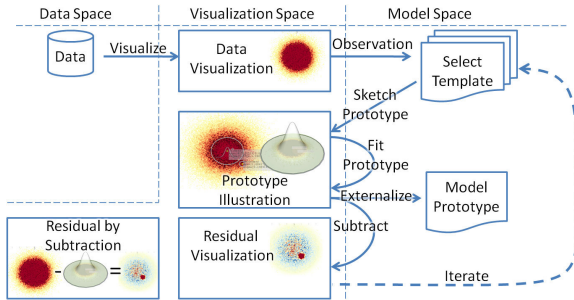 Data Space
Visualization Space
Model Space
Data
Visualize
Data
Visualization
Observation
Select
Template
Sketch
Prototype
Fit
Prototype
Prototype
Illustration
Externalize
Model
Prototype
Subtract
Residual by
Subtraction
- =
Residual
Visualization
Iterate